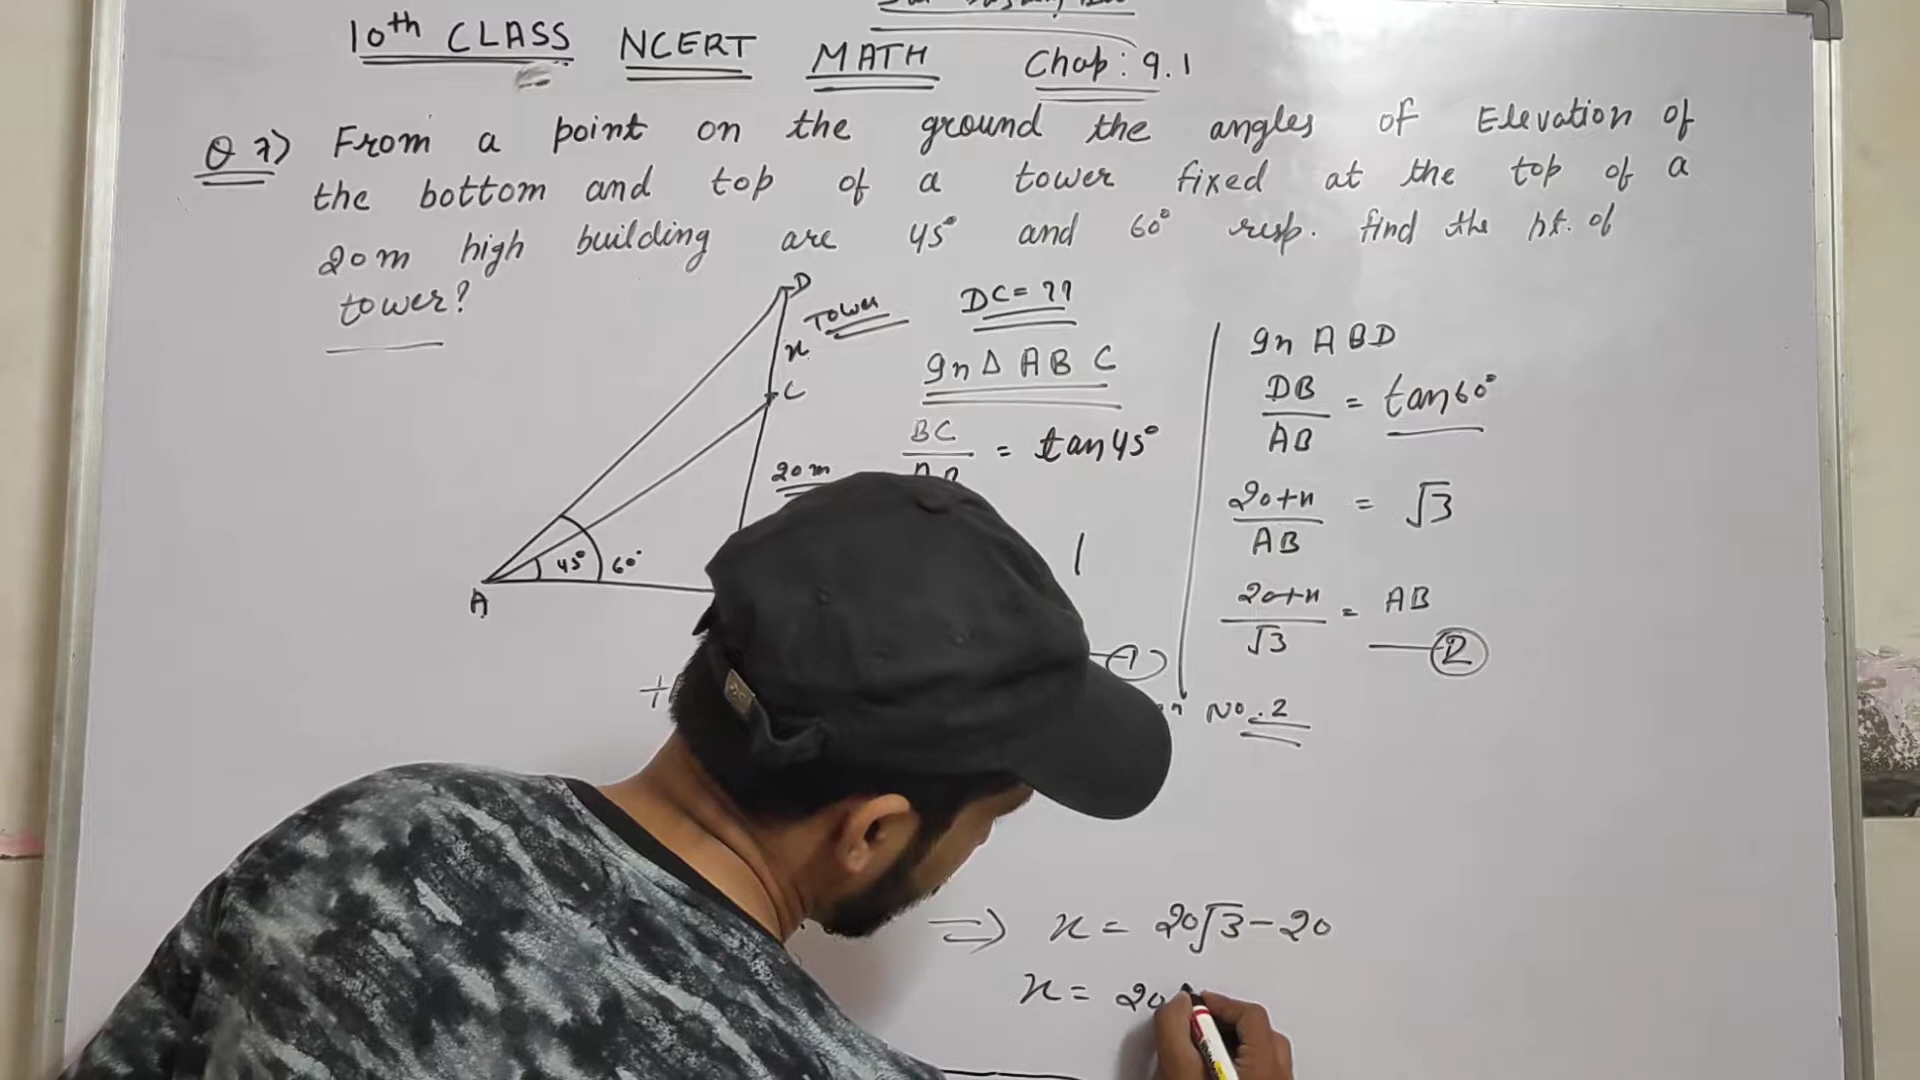 10th CLASS NCERT MATH Chap: 9.1
Q 7) From a point on the ground the angles of Elevation of
the bottom and top of a tower fixed at the top of a
20m high building are 45° and 60° resp. find the ht. of
tower?
D
Tower
x
C
20m
45° 60°
A
DC = ??
In Δ ABC
BC
= tan45°
1
①
In ABD
DB/AB = tan60°
20+x/AB = √3
20+x/√3 = AB
②
No. 2
⇒ x = 20√3 - 20
x = 20